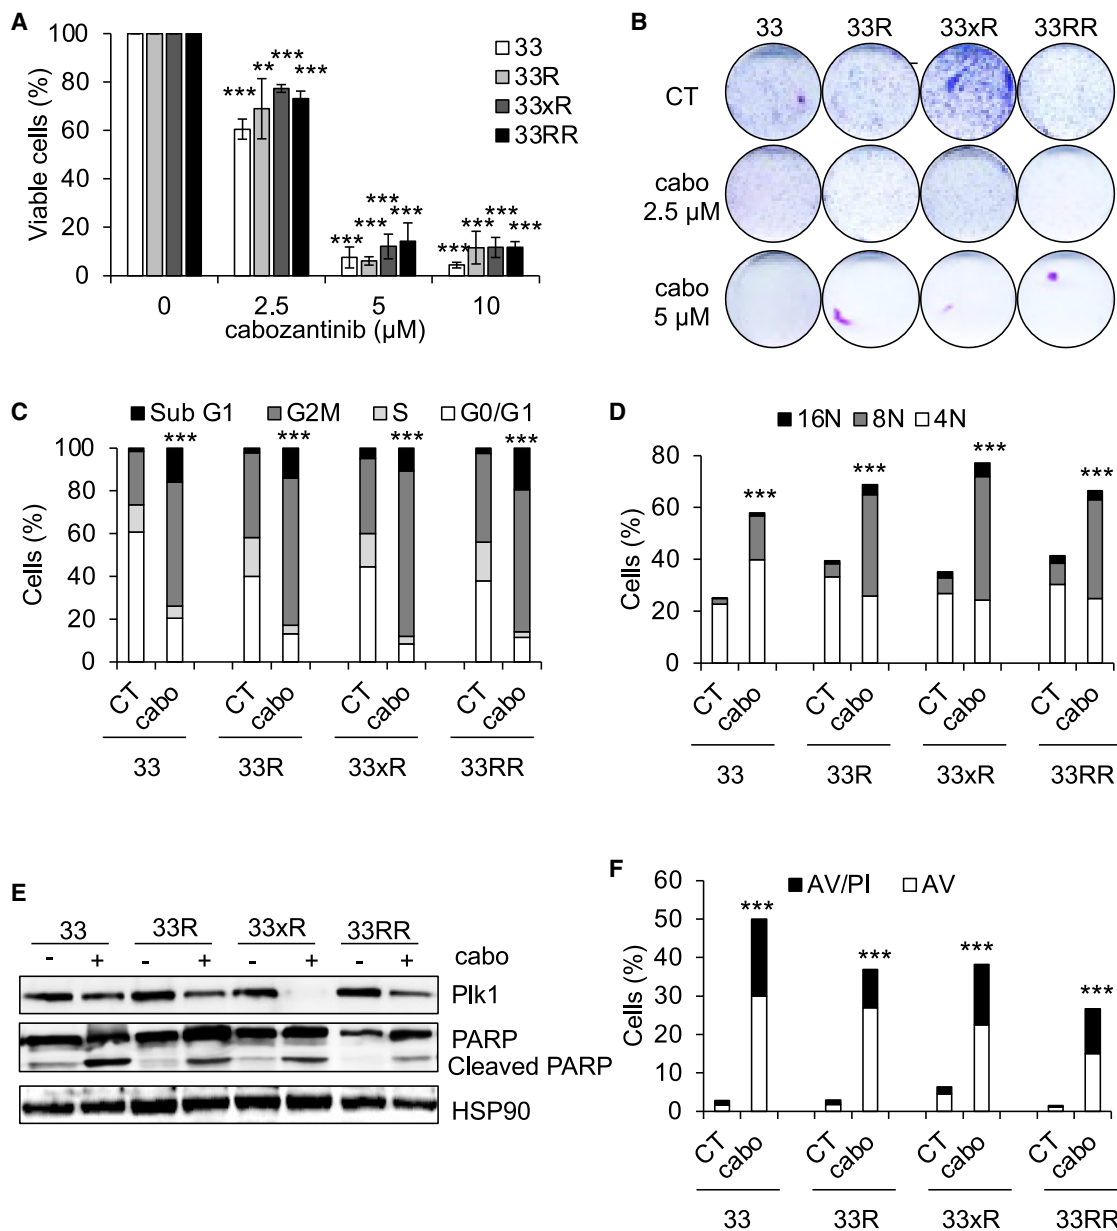 A
Viable cells (%)
120
100
80
60
40
20
0
33
33R
33xR
33RR
***
**
***
***
***
***
***
***
***
***
***
***
0 2.5 5 10
cabozantinib (µM)
B
33 33R 33xR 33RR
CT
cabo
2.5 µM
cabo
5 µM
C
Sub G1 G2M S G0/G1
Cells (%)
100
80
60
40
20
0
*** *** *** ***
CT cabo CT cabo CT cabo CT cabo
33 33R 33xR 33RR
D
16N 8N 4N
Cells (%)
80
60
40
20
0
*** *** *** ***
CT cabo CT cabo CT cabo CT cabo
33 33R 33xR 33RR
E
33 33R 33xR 33RR
- + - + - + - + cabo
Plk1
PARP
Cleaved PARP
HSP90
F
AV/PI AV
Cells (%)
60
50
40
30
20
10
0
*** *** *** ***
CT cabo CT cabo CT cabo CT cabo
33 33R 33xR 33RR